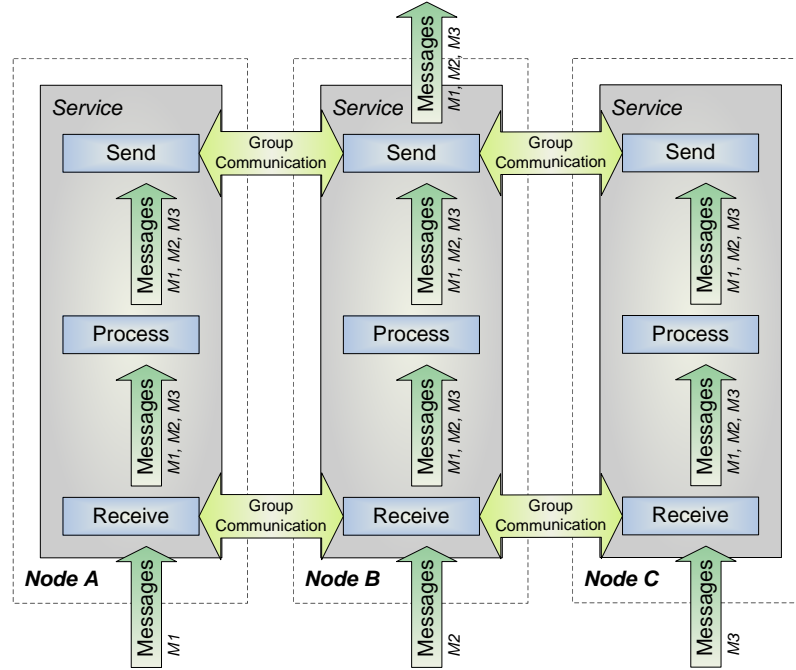 Messages
M1, M2, M3
Service
Service
Service
Send
Group
Communication
Send
Group
Communication
Send
Messages
M1, M2, M3
Messages
M1, M2, M3
Messages
M1, M2, M3
Process
Process
Process
Messages
M1, M2, M3
Messages
M1, M2, M3
Messages
M1, M2, M3
Receive
Group
Communication
Receive
Group
Communication
Receive
Node A
Node B
Node C
Messages
M1
Messages
M2
Messages
M3